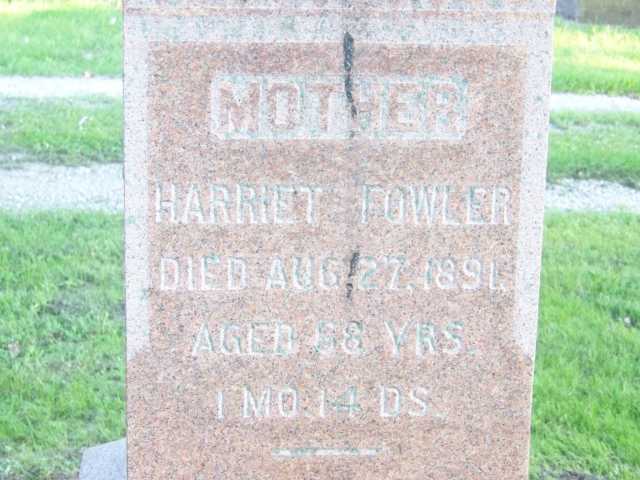 MOTHER
HARRIET FOWLER
DIED AUG. 27, 1891.
AGED 68 YRS.
1 MO. 14 DS.